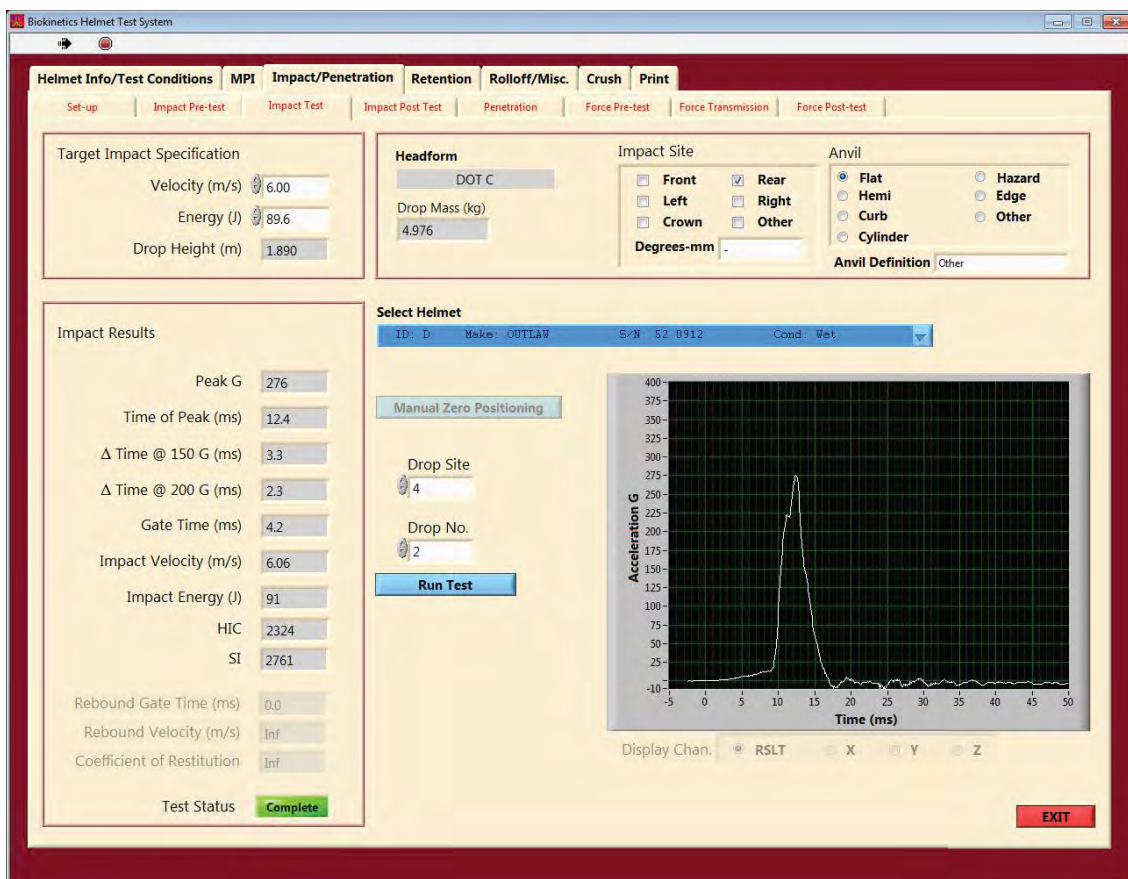 Biokinetics Helmet Test System
Helmet Info/Test Conditions MPI Impact/Penetration Retention Rolloff/Misc. Crush Print
Set-up Impact Pre-test Impact Test Impact Post Test Penetration Force Pre-test Force Transmission Force Post-test
Target Impact Specification
Velocity (m/s) 6.00
Energy (J) 89.6
Drop Height (m) 1.890
Headform
DOT C
Drop Mass (kg)
4.976
Impact Site
Front Rear
Left Right
Crown Other
Degrees-mm -
Anvil
Flat Hazard
Hemi Edge
Curb Other
Cylinder
Anvil Definition Other
Select Helmet
ID: D Make: OUTLAW S/N 52 0912 Cond: Wet
Impact Results
Peak G 276
Time of Peak (ms) 12.4
Δ Time @ 150 G (ms) 3.3
Δ Time @ 200 G (ms) 2.3
Gate Time (ms) 4.2
Impact Velocity (m/s) 6.06
Impact Energy (J) 91
HIC 2324
SI 2761
Rebound Gate Time (ms) 0.0
Rebound Velocity (m/s) Inf
Coefficient of Restitution Inf
Test Status Complete
Manual Zero Positioning
Drop Site
4
Drop No.
2
Run Test
Acceleration G
400
375
350
325
300
275
250
225
200
175
150
125
100
75
50
25
-10
-5 0 5 10 15 20 25 30 35 40 45 50
Time (ms)
Display Chan. RSLT X Y Z
EXIT